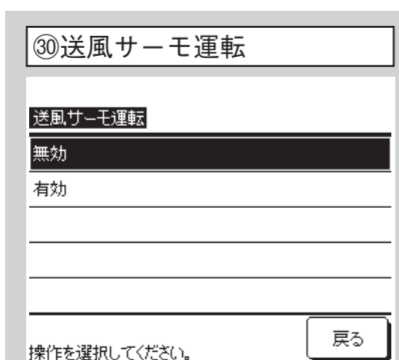 ㉚送風サーモ運転
送風サーモ運転
無効
有効
操作を選択してください。
戻る